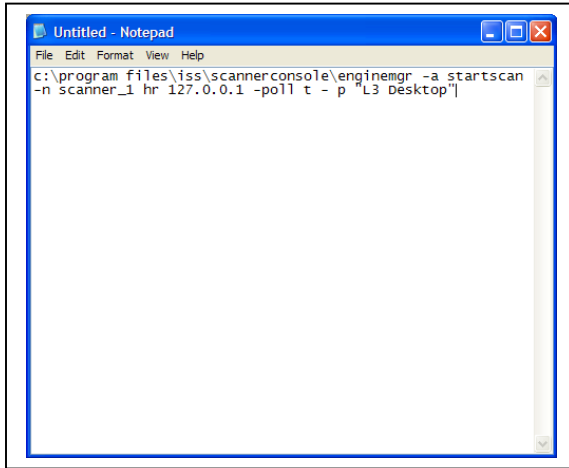 Untitled - Notepad
File Edit Format View Help
c:\program files\iss\scannerconsole\enginemgr -a startscan
-n scanner_1 hr 127.0.0.1 -poll t - p "L3 Desktop"